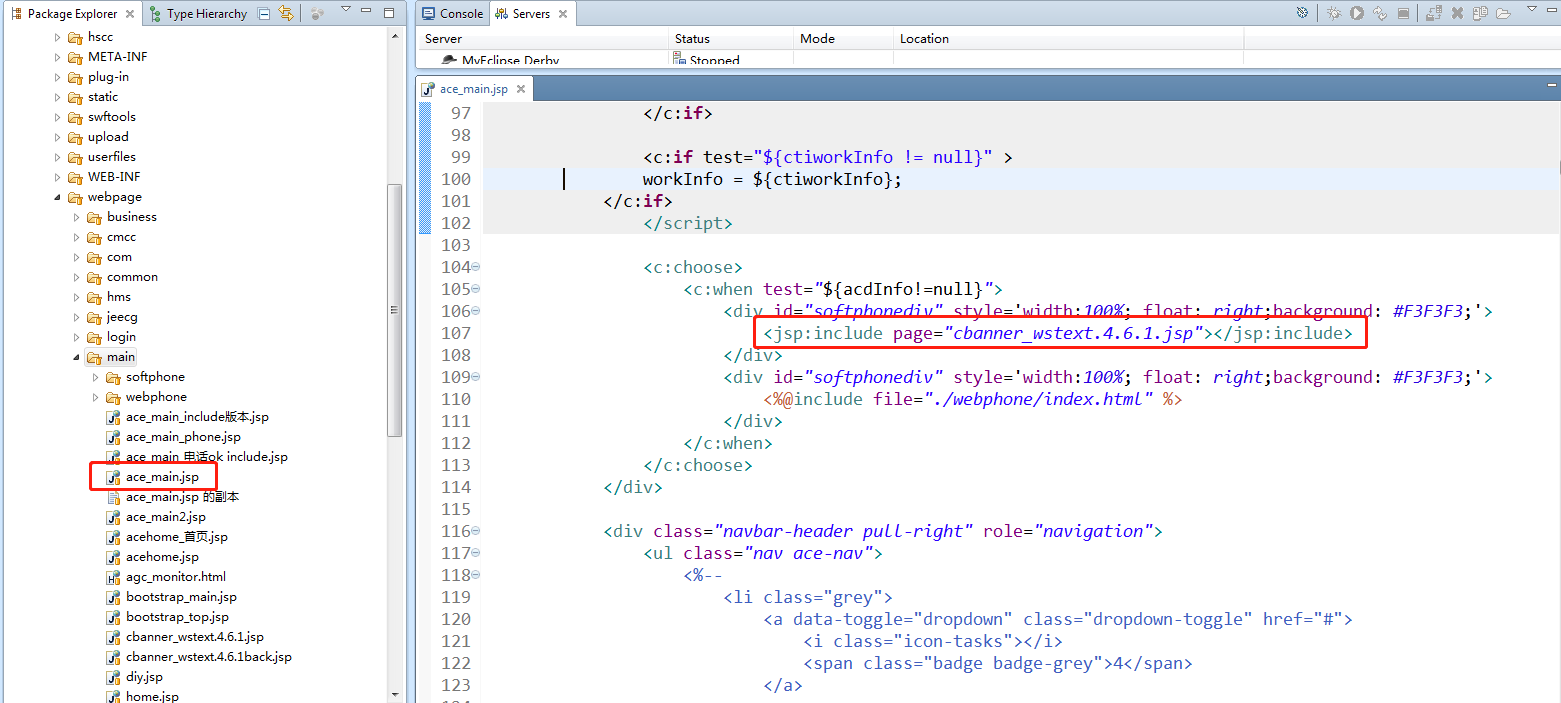 Package Explorer
Type Hierarchy
hscc
META-INF
plug-in
static
swftools
upload
userfiles
WEB-INF
webpage
business
cmcc
com
common
hms
jeecg
login
main
softphone
webphone
ace_main_include版本.jsp
ace_main_phone.jsp
ace_main 电话ok include.jsp
ace_main.jsp
ace_main.jsp 的副本
ace_main2.jsp
acehome_首页.jsp
acehome.jsp
agc_monitor.html
bootstrap_main.jsp
bootstrap_top.jsp
cbanner_wstext.4.6.1.jsp
cbanner_wstext.4.6.1back.jsp
diy.jsp
home.jsp
Console
Servers
Server Status Mode Location
MyEclipse Derby Stopped
ace_main.jsp
97 </c:if>
98
99 <c:if test="${ctiworkInfo != null}" >
100 workInfo = ${ctiworkInfo};
101 </c:if>
102 </script>
103
104 <c:choose>
105 <c:when test="${acdInfo!=null}">
106 <div id="softphonediv" style='width:100%; float: right;background: #F3F3F3;'>
107 <jsp:include page="cbanner_wstext.4.6.1.jsp"></jsp:include>
108 </div>
109 <div id="softphonediv" style='width:100%; float: right;background: #F3F3F3;'>
110 <%@include file="./webphone/index.html" %>
111 </div>
112 </c:when>
113 </c:choose>
114 </div>
115
116 <div class="navbar-header pull-right" role="navigation">
117 <ul class="nav ace-nav">
118 <%--
119 <li class="grey">
120 <a data-toggle="dropdown" class="dropdown-toggle" href="#">
121 <i class="icon-tasks"></i>
122 <span class="badge badge-grey">4</span>
123 </a>